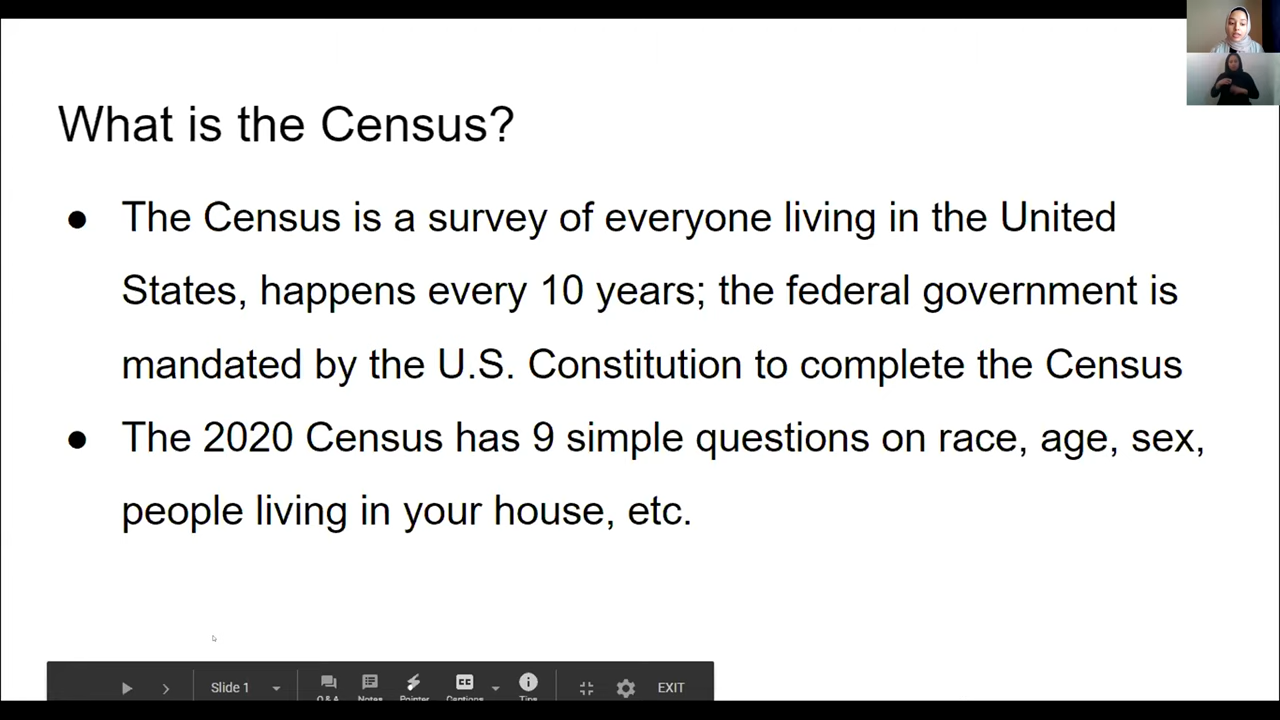 What is the Census?
● The Census is a survey of everyone living in the United
States, happens every 10 years; the federal government is
mandated by the U.S. Constitution to complete the Census
● The 2020 Census has 9 simple questions on race, age, sex,
people living in your house, etc.
Slide 1
Q & A Notes Pointer Captions Tips
EXIT